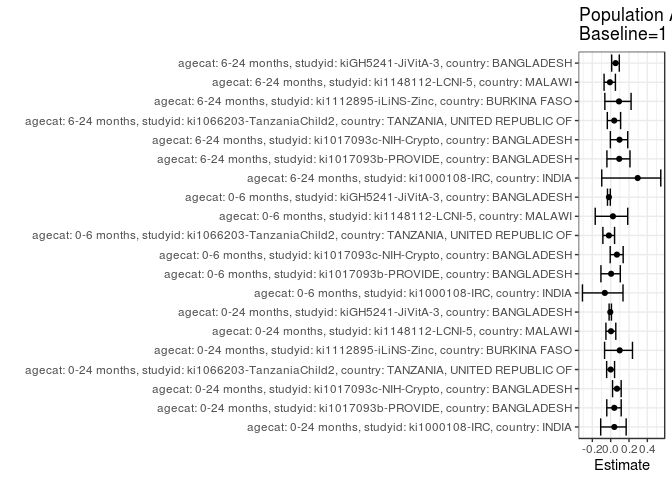 Population
Baseline=1
agecat: 6-24 months, studyid: kiGH5241-JiVitA-3, country: BANGLADESH
agecat: 6-24 months, studyid: ki1148112-LCNI-5, country: MALAWI
agecat: 6-24 months, studyid: ki1112895-iLiNS-Zinc, country: BURKINA FASO
agecat: 6-24 months, studyid: ki1066203-TanzaniaChild2, country: TANZANIA, UNITED REPUBLIC OF
agecat: 6-24 months, studyid: ki1017093c-NIH-Crypto, country: BANGLADESH
agecat: 6-24 months, studyid: ki1017093b-PROVIDE, country: BANGLADESH
agecat: 6-24 months, studyid: ki1000108-IRC, country: INDIA
agecat: 0-6 months, studyid: kiGH5241-JiVitA-3, country: BANGLADESH
agecat: 0-6 months, studyid: ki1148112-LCNI-5, country: MALAWI
agecat: 0-6 months, studyid: ki1066203-TanzaniaChild2, country: TANZANIA, UNITED REPUBLIC OF
agecat: 0-6 months, studyid: ki1017093c-NIH-Crypto, country: BANGLADESH
agecat: 0-6 months, studyid: ki1017093b-PROVIDE, country: BANGLADESH
agecat: 0-6 months, studyid: ki1000108-IRC, country: INDIA
agecat: 0-24 months, studyid: kiGH5241-JiVitA-3, country: BANGLADESH
agecat: 0-24 months, studyid: ki1148112-LCNI-5, country: MALAWI
agecat: 0-24 months, studyid: ki1112895-iLiNS-Zinc, country: BURKINA FASO
agecat: 0-24 months, studyid: ki1066203-TanzaniaChild2, country: TANZANIA, UNITED REPUBLIC OF
agecat: 0-24 months, studyid: ki1017093c-NIH-Crypto, country: BANGLADESH
agecat: 0-24 months, studyid: ki1017093b-PROVIDE, country: BANGLADESH
agecat: 0-24 months, studyid: ki1000108-IRC, country: INDIA
-0.2 0.0 0.2 0.4
Estimate